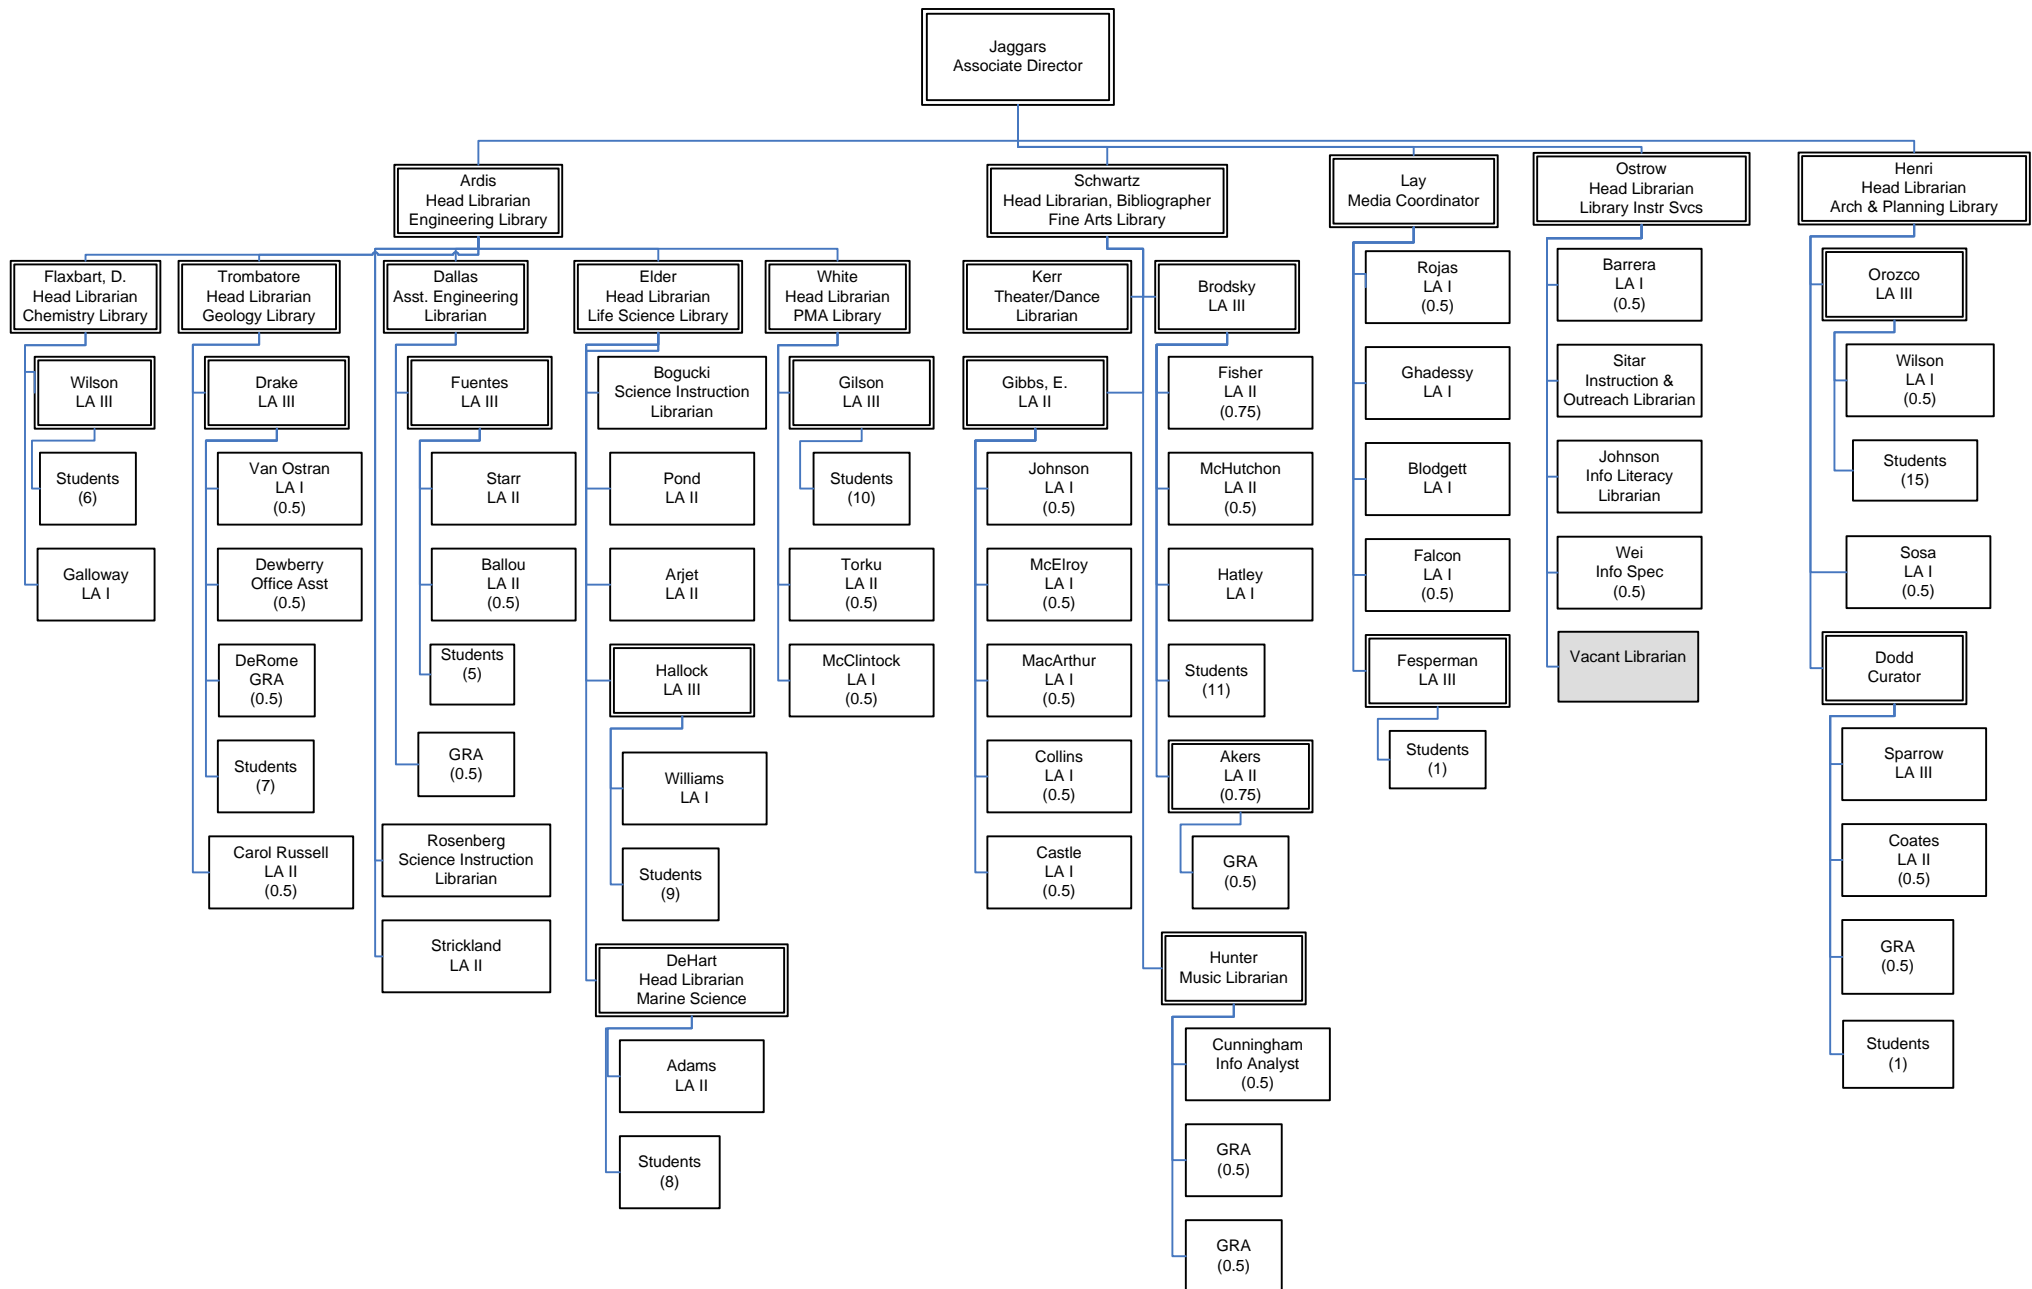 Jaggars
Associate Director
Ardis
Head Librarian
Engineering Library
Schwartz
Head Librarian, Bibliographer
Fine Arts Library
Lay
Media Coordinator
Ostrow
Head Librarian
Library Instr Svcs
Henri
Head Librarian
Arch & Planning Library
Flaxbart, D.
Head Librarian
Chemistry Library
Wilson
LA III
Students
(6)
Galloway
LA I
Trombatore
Head Librarian
Geology Library
Drake
LA III
Van Ostran
LA I
(0.5)
Dewberry
Office Asst
(0.5)
DeRome
GRA
(0.5)
Students
(7)
Carol Russell
LA II
(0.5)
Dallas
Asst. Engineering
Librarian
Fuentes
LA III
Starr
LA II
Ballou
LA II
(0.5)
Students
(5)
GRA
(0.5)
Rosenberg
Science Instruction
Librarian
Strickland
LA II
Elder
Head Librarian
Life Science Library
Bogucki
Science Instruction
Librarian
Pond
LA II
Arjet
LA II
Hallock
LA III
Williams
LA I
Students
(9)
DeHart
Head Librarian
Marine Science
Adams
LA II
Students
(8)
White
Head Librarian
PMA Library
Gilson
LA III
Students
(10)
Torku
LA II
(0.5)
McClintock
LA I
(0.5)
Kerr
Theater/Dance
Librarian
Gibbs, E.
LA II
Johnson
LA I
(0.5)
McElroy
LA I
(0.5)
MacArthur
LA I
(0.5)
Collins
LA I
(0.5)
Castle
LA I
(0.5)
Brodsky
LA III
Fisher
LA II
(0.75)
McHutchon
LA II
(0.5)
Hatley
LA I
Students
(11)
Akers
LA II
(0.75)
GRA
(0.5)
Hunter
Music Librarian
Cunningham
Info Analyst
(0.5)
GRA
(0.5)
GRA
(0.5)
Rojas
LA I
(0.5)
Ghadessy
LA I
Blodgett
LA I
Falcon
LA I
(0.5)
Fesperman
LA III
Students
(1)
Barrera
LA I
(0.5)
Sitar
Instruction &
Outreach Librarian
Johnson
Info Literacy
Librarian
Wei
Info Spec
(0.5)
Vacant Librarian
Orozco
LA III
Wilson
LA I
(0.5)
Students
(15)
Sosa
LA I
(0.5)
Dodd
Curator
Sparrow
LA III
Coates
LA II
(0.5)
GRA
(0.5)
Students
(1)